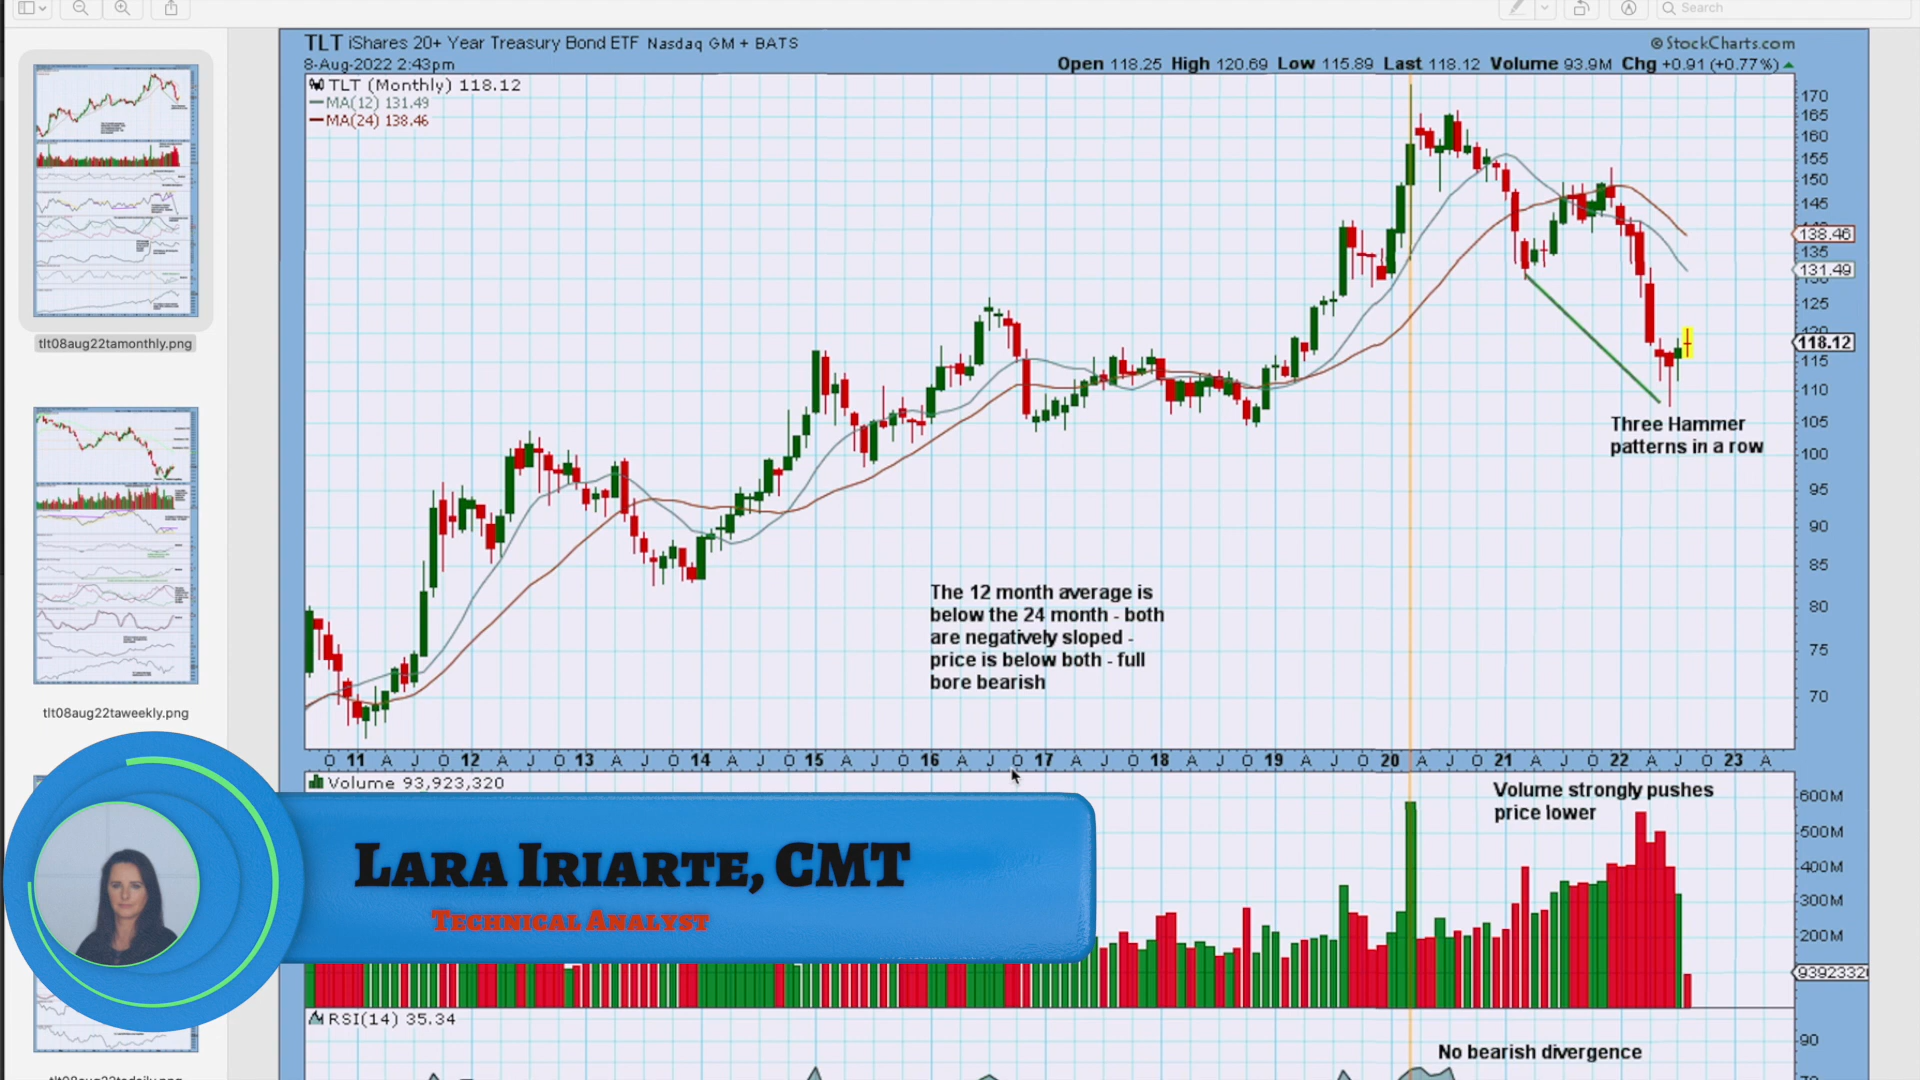 Search
TLT iShares 20+ Year Treasury Bond ETF Nasdaq GM + BATS
© StockCharts.com
8-Aug-2022 2:43pm
Open 118.25 High 120.69 Low 115.89 Last 118.12 Volume 93.9M Chg +0.91 (+0.77%)
TLT (Monthly) 118.12
MA(12) 131.49
MA(24) 138.46
170
165
160
155
150
145
138.46
135
131.49
125
120
118.12
115
110
105
100
95
90
85
80
75
70
Three Hammer
patterns in a row
The 12 month average is
below the 24 month - both
are negatively sloped -
price is below both - full
bore bearish
O 11 A J O 12 A J O 13 A J O 14 A J O 15 A J O 16 A J O 17 A J O 18 A J O 19 A J O 20 A J O 21 A J O 22 A J O 23 A
Volume 93,923,320
Volume strongly pushes
price lower
600M
500M
400M
300M
200M
9392332
RSI(14) 35.34
90
No bearish divergence
tlt08aug22tamonthly.png
tlt08aug22taweekly.png
Lara Iriarte, CMT
Technical Analyst